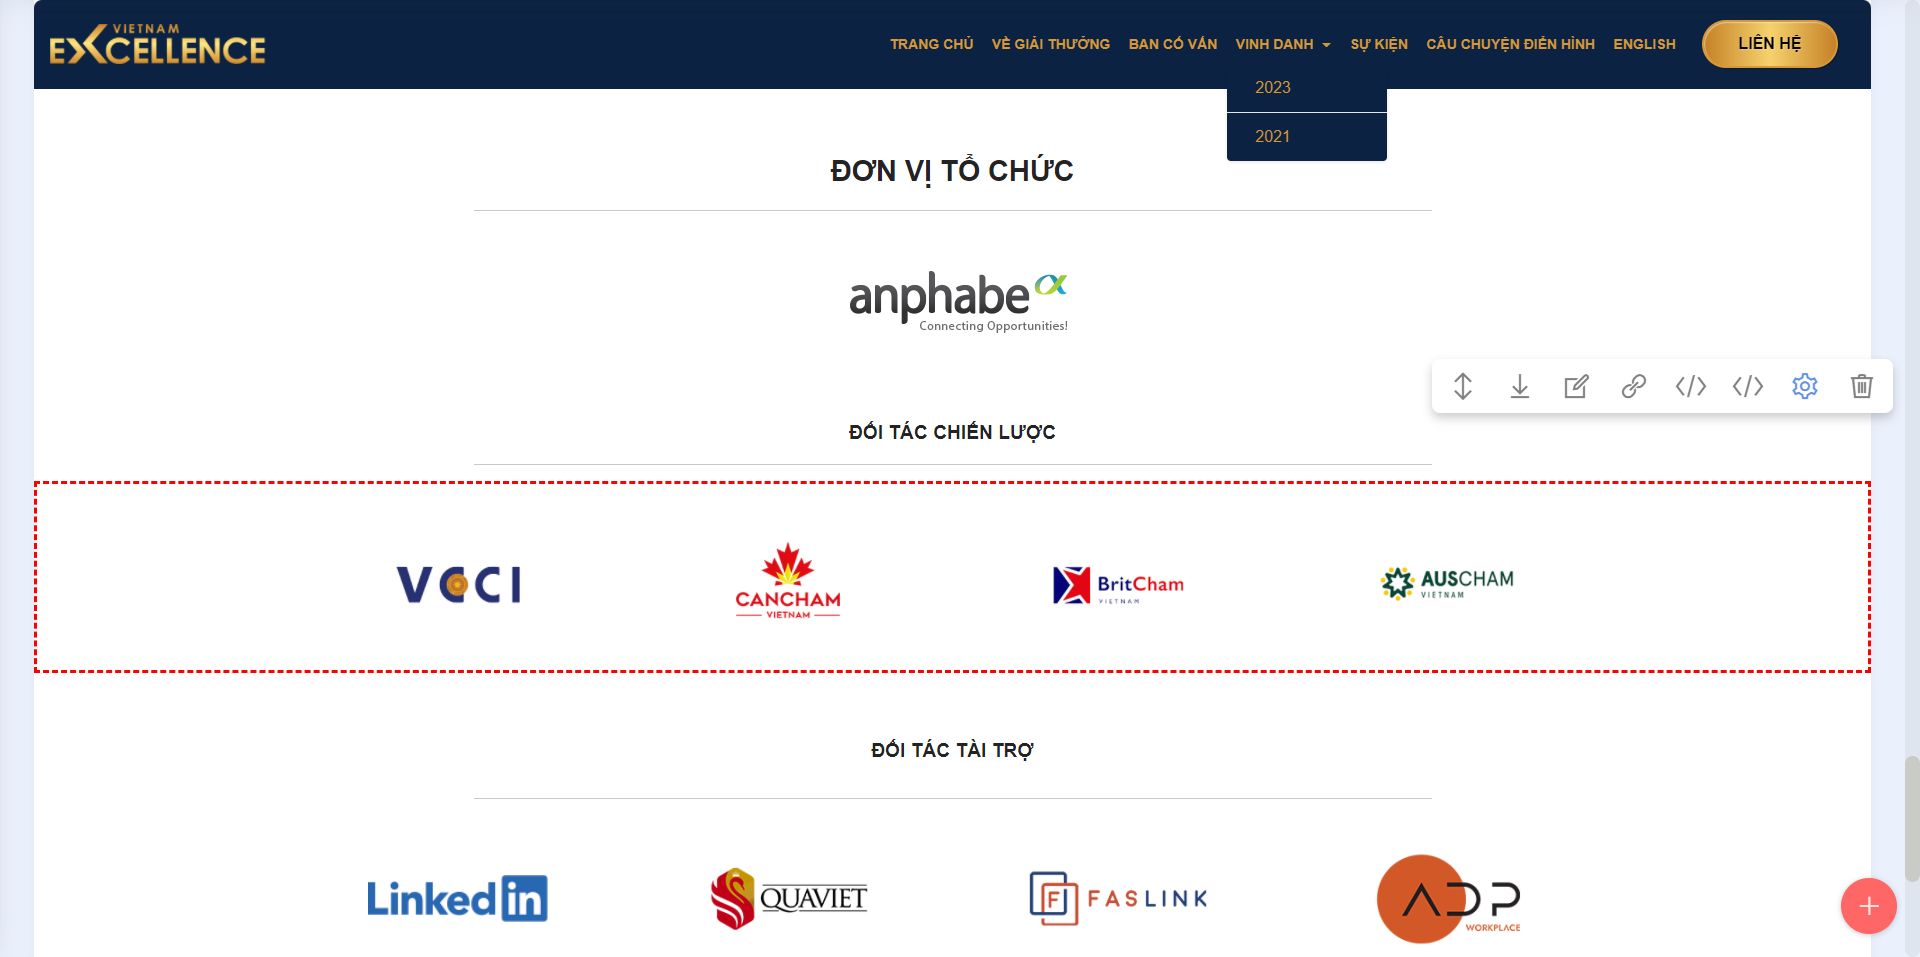 VIETNAM
EXCELLENCE
TRANG CHỦ VỀ GIẢI THƯỞNG BAN CỐ VẤN VINH DANH SỰ KIỆN CÂU CHUYỆN ĐIỂN HÌNH ENGLISH LIÊN HỆ
2023
2021
ĐƠN VỊ TỔ CHỨC
anphabe
Connecting Opportunities!
ĐỐI TÁC CHIẾN LƯỢC
VCCI
CANCHAM
VIETNAM
BritCham
VIETNAM
AUSCHAM
VIETNAM
ĐỐI TÁC TÀI TRỢ
Linked in
QUAVIET
F FASLINK
ADP
WORKPLACE